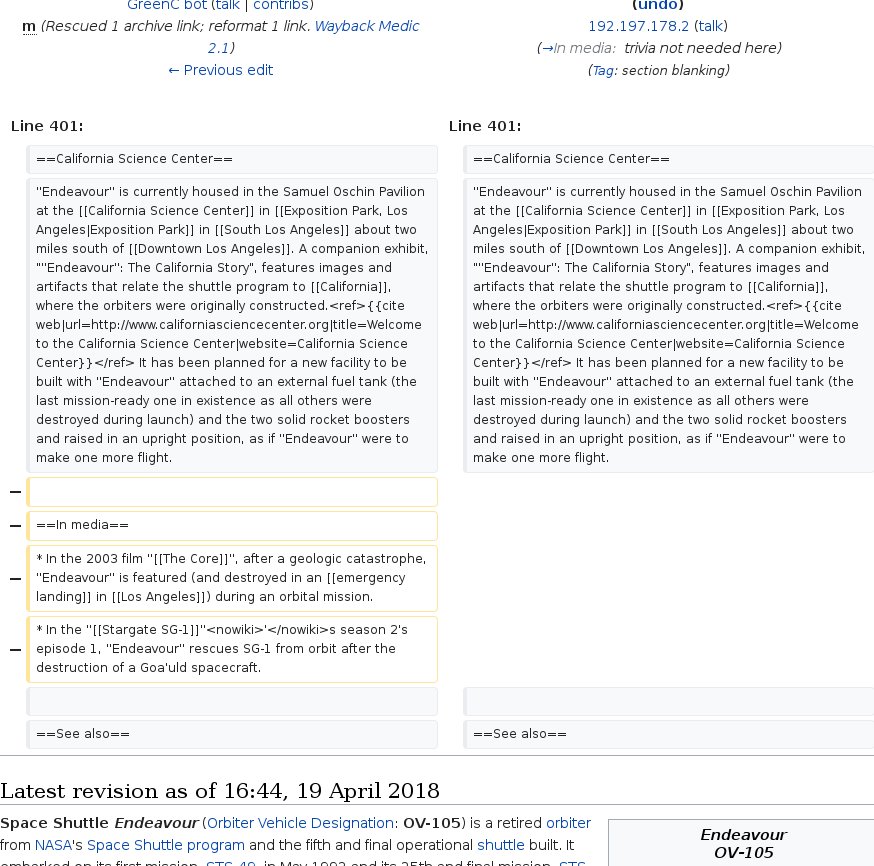 GreenC bot (talk | contribs)
m (Rescued 1 archive link; reformat 1 link. Wayback Medic
2.1)
← Previous edit
(undo)
192.197.178.2 (talk)
(→In media: trivia not needed here)
(Tag: section blanking)
Line 401:
==California Science Center==
''Endeavour'' is currently housed in the Samuel Oschin Pavilion
at the [[California Science Center]] in [[Exposition Park, Los
Angeles|Exposition Park]] in [[South Los Angeles]] about two
miles south of [[Downtown Los Angeles]]. A companion exhibit,
"''Endeavour'': The California Story", features images and
artifacts that relate the shuttle program to [[California]],
where the orbiters were originally constructed.<ref>{{cite
web|url=http://www.californiasciencecenter.org|title=Welcome
to the California Science Center|website=California Science
Center}}</ref> It has been planned for a new facility to be
built with ''Endeavour'' attached to an external fuel tank (the
last mission-ready one in existence as all others were
destroyed during launch) and the two solid rocket boosters
and raised in an upright position, as if ''Endeavour'' were to
make one more flight.
−
− ==In media==
− * In the 2003 film ''[[The Core]]'', after a geologic catastrophe,
''Endeavour'' is featured (and destroyed in an [[emergency
landing]] in [[Los Angeles]]) during an orbital mission.
− * In the ''[[Stargate SG-1]]''<nowiki>'</nowiki>s season 2's
episode 1, ''Endeavour'' rescues SG-1 from orbit after the
destruction of a Goa'uld spacecraft.
==See also==
Line 401:
==California Science Center==
''Endeavour'' is currently housed in the Samuel Oschin Pavilion
at the [[California Science Center]] in [[Exposition Park, Los
Angeles|Exposition Park]] in [[South Los Angeles]] about two
miles south of [[Downtown Los Angeles]]. A companion exhibit,
"''Endeavour'': The California Story", features images and
artifacts that relate the shuttle program to [[California]],
where the orbiters were originally constructed.<ref>{{cite
web|url=http://www.californiasciencecenter.org|title=Welcome
to the California Science Center|website=California Science
Center}}</ref> It has been planned for a new facility to be
built with ''Endeavour'' attached to an external fuel tank (the
last mission-ready one in existence as all others were
destroyed during launch) and the two solid rocket boosters
and raised in an upright position, as if ''Endeavour'' were to
make one more flight.
==See also==
Latest revision as of 16:44, 19 April 2018
Space Shuttle Endeavour (Orbiter Vehicle Designation: OV-105) is a retired orbiter
from NASA's Space Shuttle program and the fifth and final operational shuttle built. It
embarked on its first mission, STS-49, in May 1992 and its 25th and final mission, STS-
Endeavour
OV-105